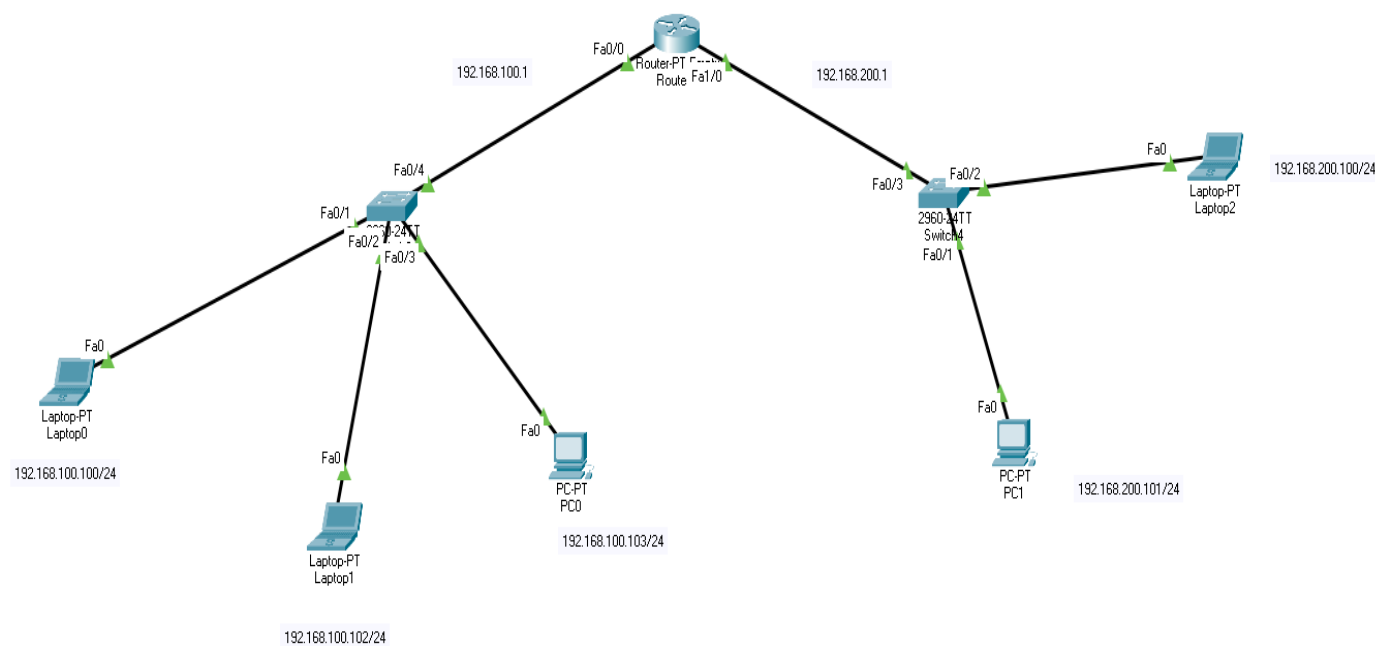 Fa0/0
Router-PT
Route
Fa1/0
192.168.100.1
192.168.200.1
Fa0/4
Fa0/1
Fa0/2
Fa0/3
Fa0/3
Fa0/2
2960-24TT
Switch4
Fa0/1
Fa0
Laptop-PT
Laptop2
192.168.200.100/24
Fa0
Laptop-PT
Laptop0
192.168.100.100/24
Fa0
Laptop-PT
Laptop1
192.168.100.102/24
Fa0
PC-PT
PC0
192.168.100.103/24
Fa0
PC-PT
PC1
192.168.200.101/24